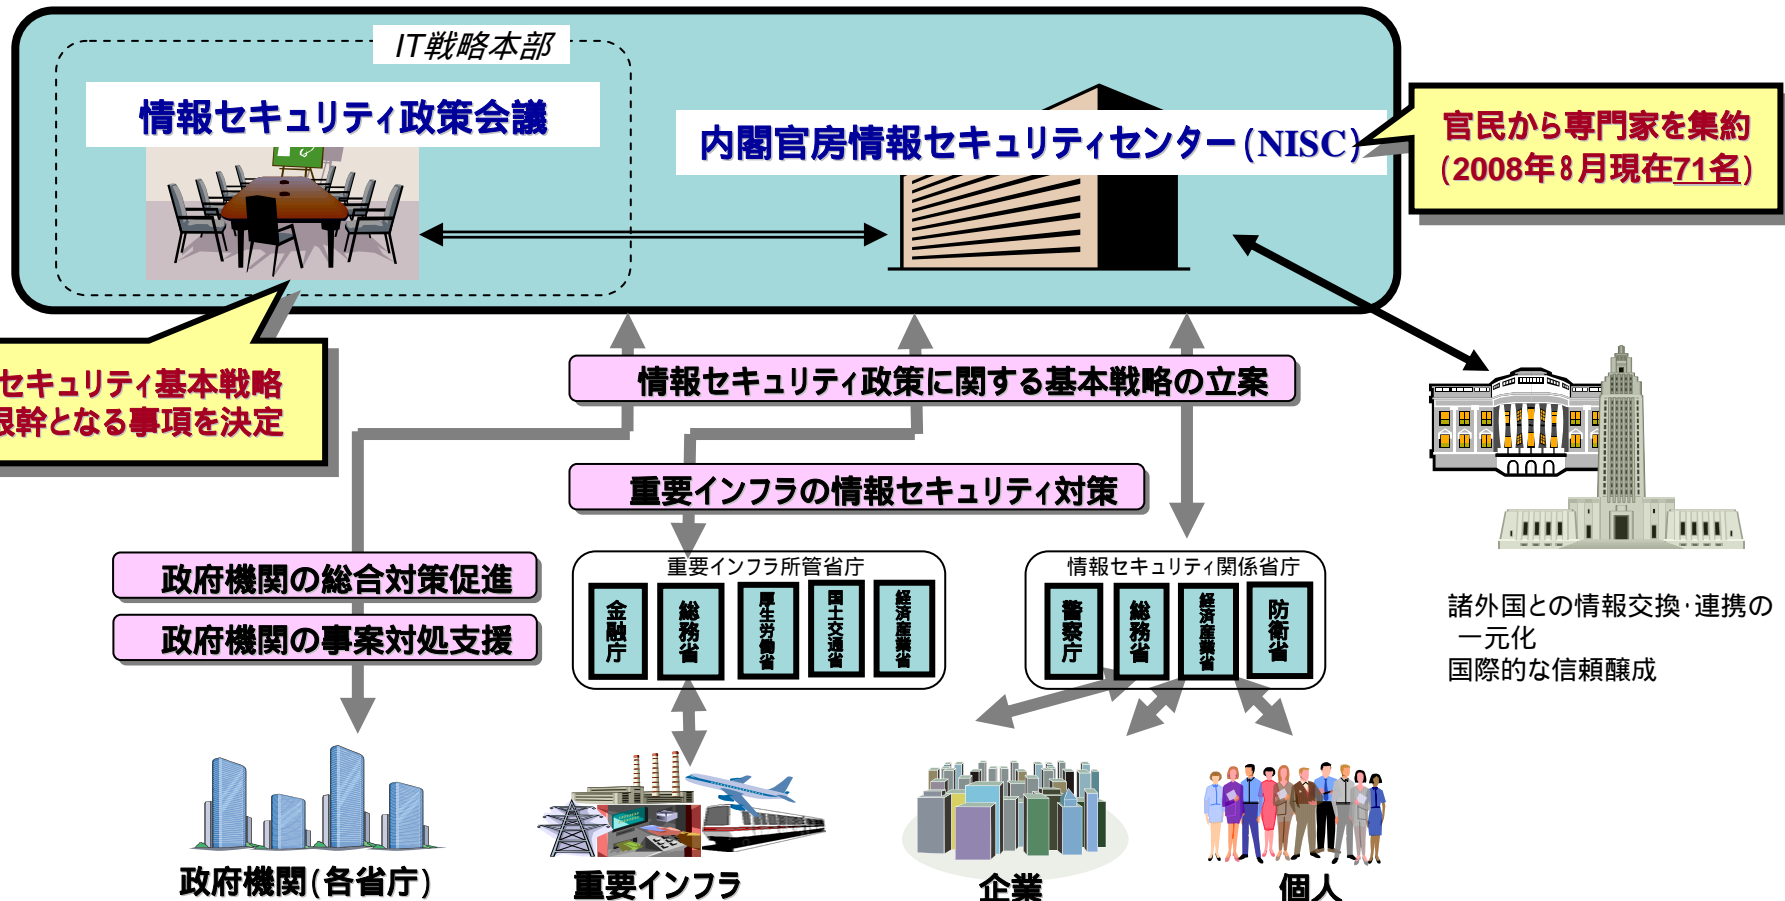 IT戦略本部
情報セキュリティ政策会議
内閣官房情報セキュリティセンター(NISC)
官民から専門家を集約
(2008年8月現在71名)
セキュリティ基本戦略
根幹となる事項を決定
情報セキュリティ政策に関する基本戦略の立案
重要インフラの情報セキュリティ対策
政府機関の総合対策促進
政府機関の事案対処支援
重要インフラ所管省庁
金融庁
総務省
厚生労働省
国土交通省
経済産業省
情報セキュリティ関係省庁
警察庁
総務省
経済産業省
防衛省
諸外国との情報交換・連携の
一元化
国際的な信頼醸成
政府機関(各省庁)
重要インフラ
企業
個人